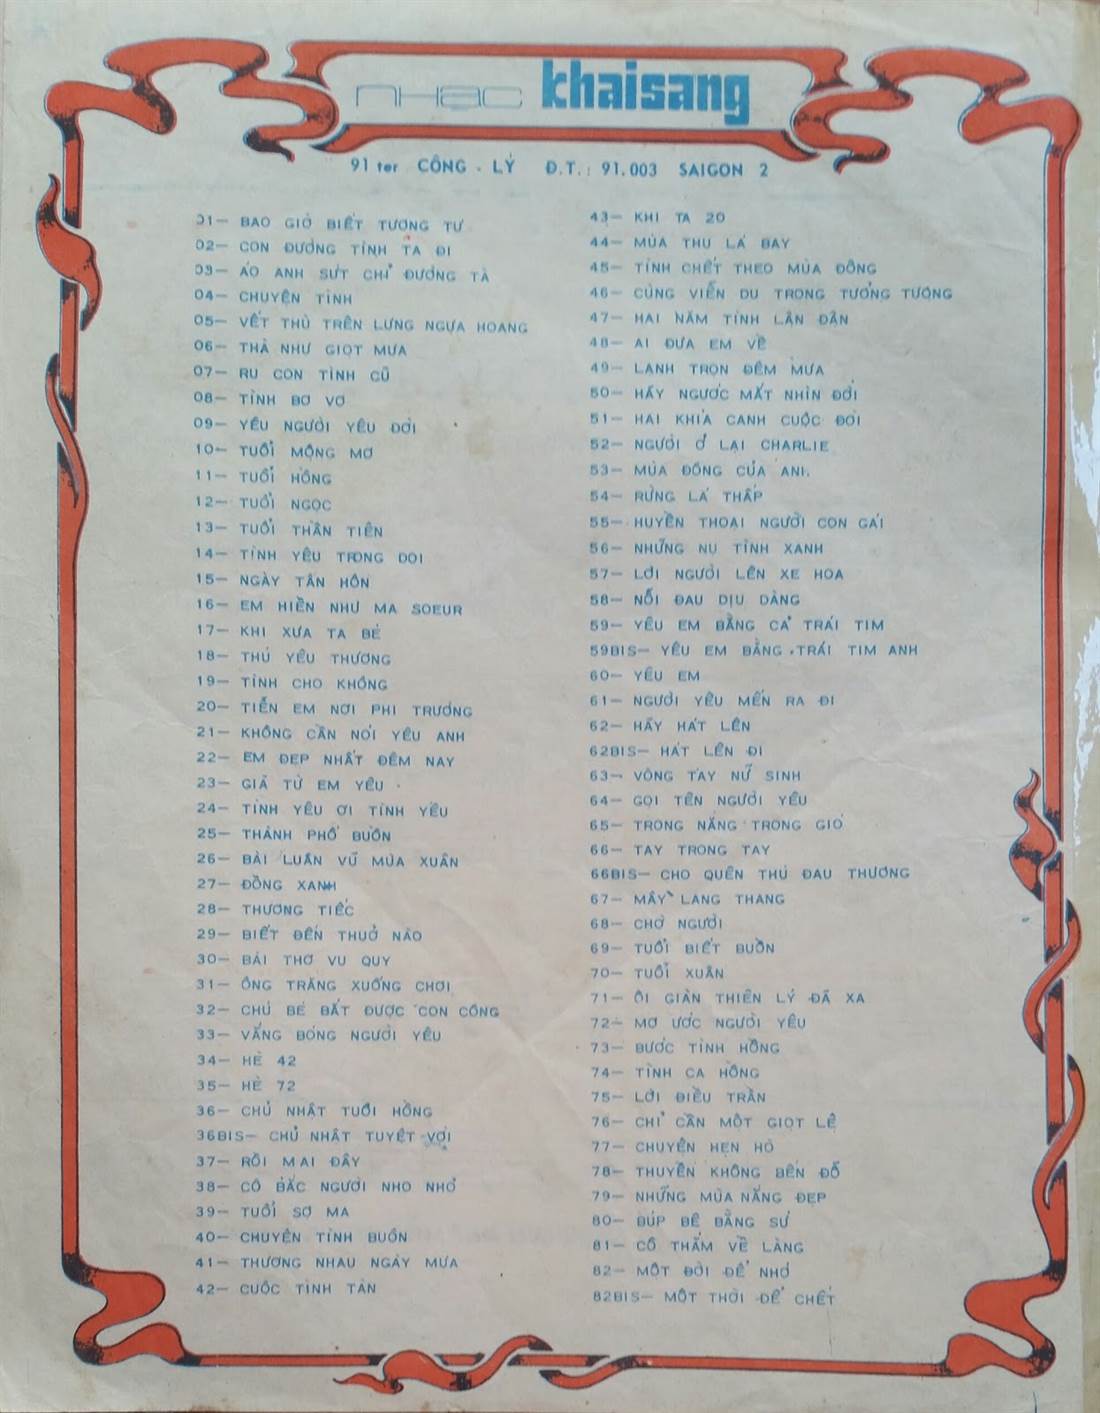 nhạc khaisang
91 ter CÔNG - LÝ Đ.T.: 91.003 SAIGON 2
01- BAO GIỜ BIẾT TƯƠNG TƯ
02- CON ĐƯỜNG TÌNH TA ĐI
03- ÁO ANH SỨT CHỈ ĐƯỜNG TÀ
04- CHUYỆN TÌNH
05- VẾT THÙ TRÊN LƯNG NGỰA HOANG
06- THÀ NHƯ GIỌT MƯA
07- RU CON TÌNH CŨ
08- TÌNH BƠ VƠ
09- YÊU NGƯỜI YÊU ĐỜI
10- TUỔI MỘNG MƠ
11- TUỔI HỒNG
12- TUỔI NGỌC
13- TUỔI THẦN TIÊN
14- TÌNH YÊU TRONG DOI
15- NGÀY TÂN HÔN
16- EM HIỀN NHƯ MA SOEUR
17- KHI XƯA TA BÉ
18- THÚ YÊU THƯƠNG
19- TÌNH CHO KHÔNG
20- TIỄN EM NƠI PHI TRƯỜNG
21- KHÔNG CẦN NÓI YÊU ANH
22- EM ĐẸP NHẤT ĐÊM NAY
23- GIÃ TỪ EM YÊU
24- TÌNH YÊU ƠI TÌNH YÊU
25- THÀNH PHỐ BUỒN
26- BÀI LUÂN VŨ MÙA XUÂN
27- ĐỒNG XANH
28- THƯƠNG TIẾC
29- BIẾT ĐẾN THUỞ NÀO
30- BÀI THƠ VU QUY
31- ÔNG TRĂNG XUỐNG CHƠI
32- CHÚ BÉ BẮT ĐƯỢC CON CÔNG
33- VẮNG BÓNG NGƯỜI YÊU
34- HÈ 42
35- HÈ 72
36- CHỦ NHẬT TUỔI HỒNG
36BIS- CHỦ NHẬT TUYỆT VỜI
37- RỒI MAI ĐÂY
38- CÔ BẮC NGƯỜI NHO NHỎ
39- TUỔI SỢ MA
40- CHUYỆN TÌNH BUỒN
41- THƯƠNG NHAU NGÀY MƯA
42- CUỘC TÌNH TÀN
43- KHI TA 20
44- MÙA THU LÁ BAY
45- TÌNH CHẾT THEO MÙA ĐÔNG
46- CÙNG VIỄN DU TRONG TƯỞNG TƯỢNG
47- HAI NĂM TÌNH LẬN ĐẬN
48- AI ĐƯA EM VỀ
49- LẠNH TRỌN ĐÊM MƯA
50- HÃY NGƯỚC MẮT NHÌN ĐỜI
51- HAI KHÍA CẠNH CUỘC ĐỜI
52- NGƯỜI Ở LẠI CHARLIE
53- MÙA ĐÔNG CỦA ANH
54- RỪNG LÁ THẤP
55- HUYỀN THOẠI NGƯỜI CON GÁI
56- NHỮNG NỤ TÌNH XANH
57- LỜI NGƯỜI LÊN XE HOA
58- NỖI ĐAU DỊU DÀNG
59- YÊU EM BẰNG CẢ TRÁI TIM
59BIS- YÊU EM BẰNG TRÁI TIM ANH
60- YÊU EM
61- NGƯỜI YÊU MẾN RA ĐI
62- HÃY HÁT LÊN
62BIS- HÁT LÊN ĐI
63- VÒNG TAY NỮ SINH
64- GỌI TÊN NGƯỜI YÊU
65- TRONG NẮNG TRONG GIÓ
66- TAY TRONG TAY
66BIS- CHO QUÊN THÚ ĐAU THƯƠNG
67- MÂY LANG THANG
68- CHỜ NGƯỜI
69- TUỔI BIẾT BUỒN
70- TUỔI XUÂN
71- ÔI GIÀN THIÊN LÝ ĐÃ XA
72- MƠ ƯỚC NGƯỜI YÊU
73- BƯỚC TÌNH HỒNG
74- TÌNH CA HỒNG
75- LỜI ĐIỀU TRẦN
76- CHỈ CẦN MỘT GIỌT LỆ
77- CHUYỆN HẸN HÒ
78- THUYỀN KHÔNG BẾN ĐỖ
79- NHỮNG MÙA NẮNG ĐẸP
80- BÚP BÊ BẰNG SỨ
81- CÔ THẮM VỀ LÀNG
82- MỘT ĐỜI ĐỂ NHỚ
82BIS- MỘT THỜI ĐỂ CHẾT